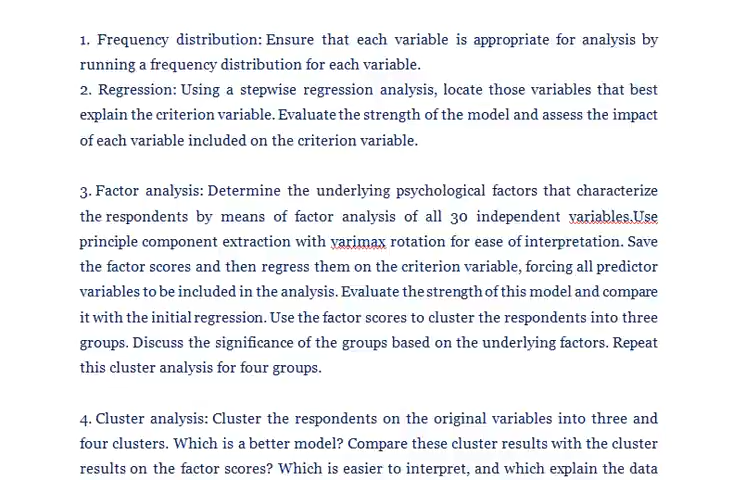 1. Frequency distribution: Ensure that each variable is appropriate for analysis by
running a frequency distribution for each variable.
2. Regression: Using a stepwise regression analysis, locate those variables that best
explain the criterion variable. Evaluate the strength of the model and assess the impact
of each variable included on the criterion variable.
3. Factor analysis: Determine the underlying psychological factors that characterize
the respondents by means of factor analysis of all 30 independent variables.Use
principle component extraction with varimax rotation for ease of interpretation. Save
the factor scores and then regress them on the criterion variable, forcing all predictor
variables to be included in the analysis. Evaluate the strength of this model and compare
it with the initial regression. Use the factor scores to cluster the respondents into three
groups. Discuss the significance of the groups based on the underlying factors. Repeat
this cluster analysis for four groups.
4. Cluster analysis: Cluster the respondents on the original variables into three and
four clusters. Which is a better model? Compare these cluster results with the cluster
results on the factor scores? Which is easier to interpret, and which explain the data